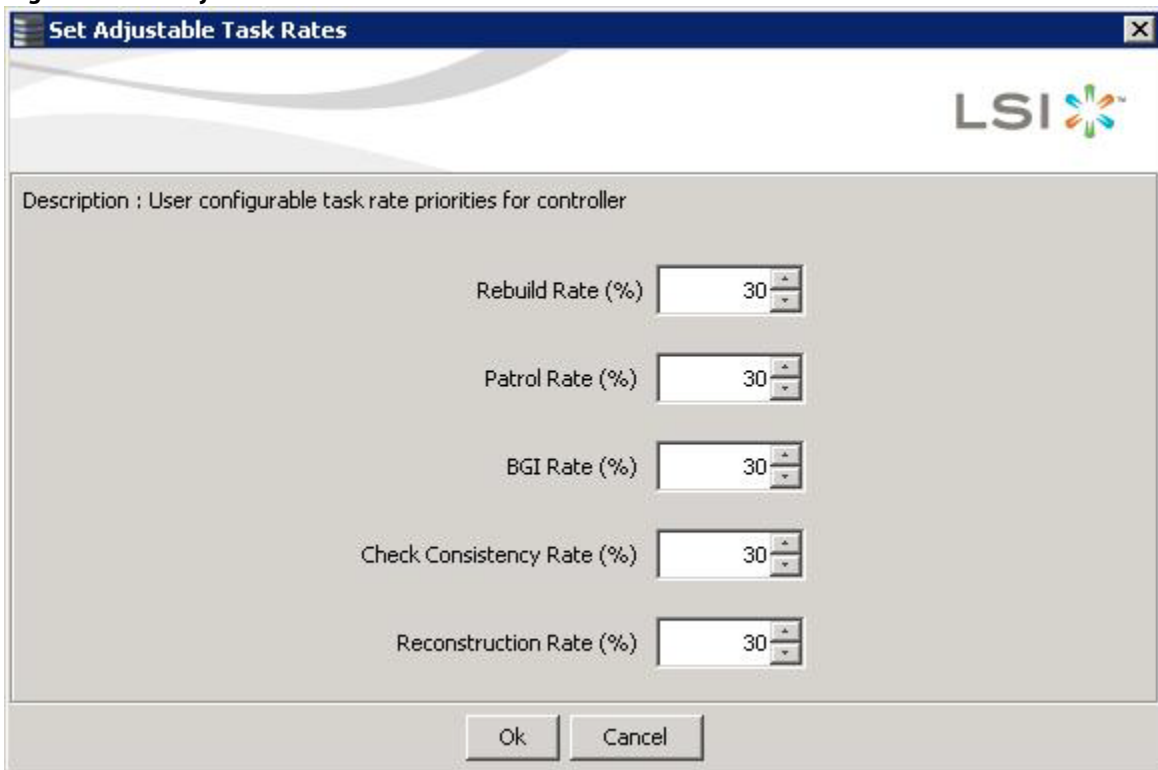 Set Adjustable Task Rates
LSI™
Description : User configurable task rate priorities for controller
Rebuild Rate (%) 30
Patrol Rate (%) 30
BGI Rate (%) 30
Check Consistency Rate (%) 30
Reconstruction Rate (%) 30
Ok Cancel